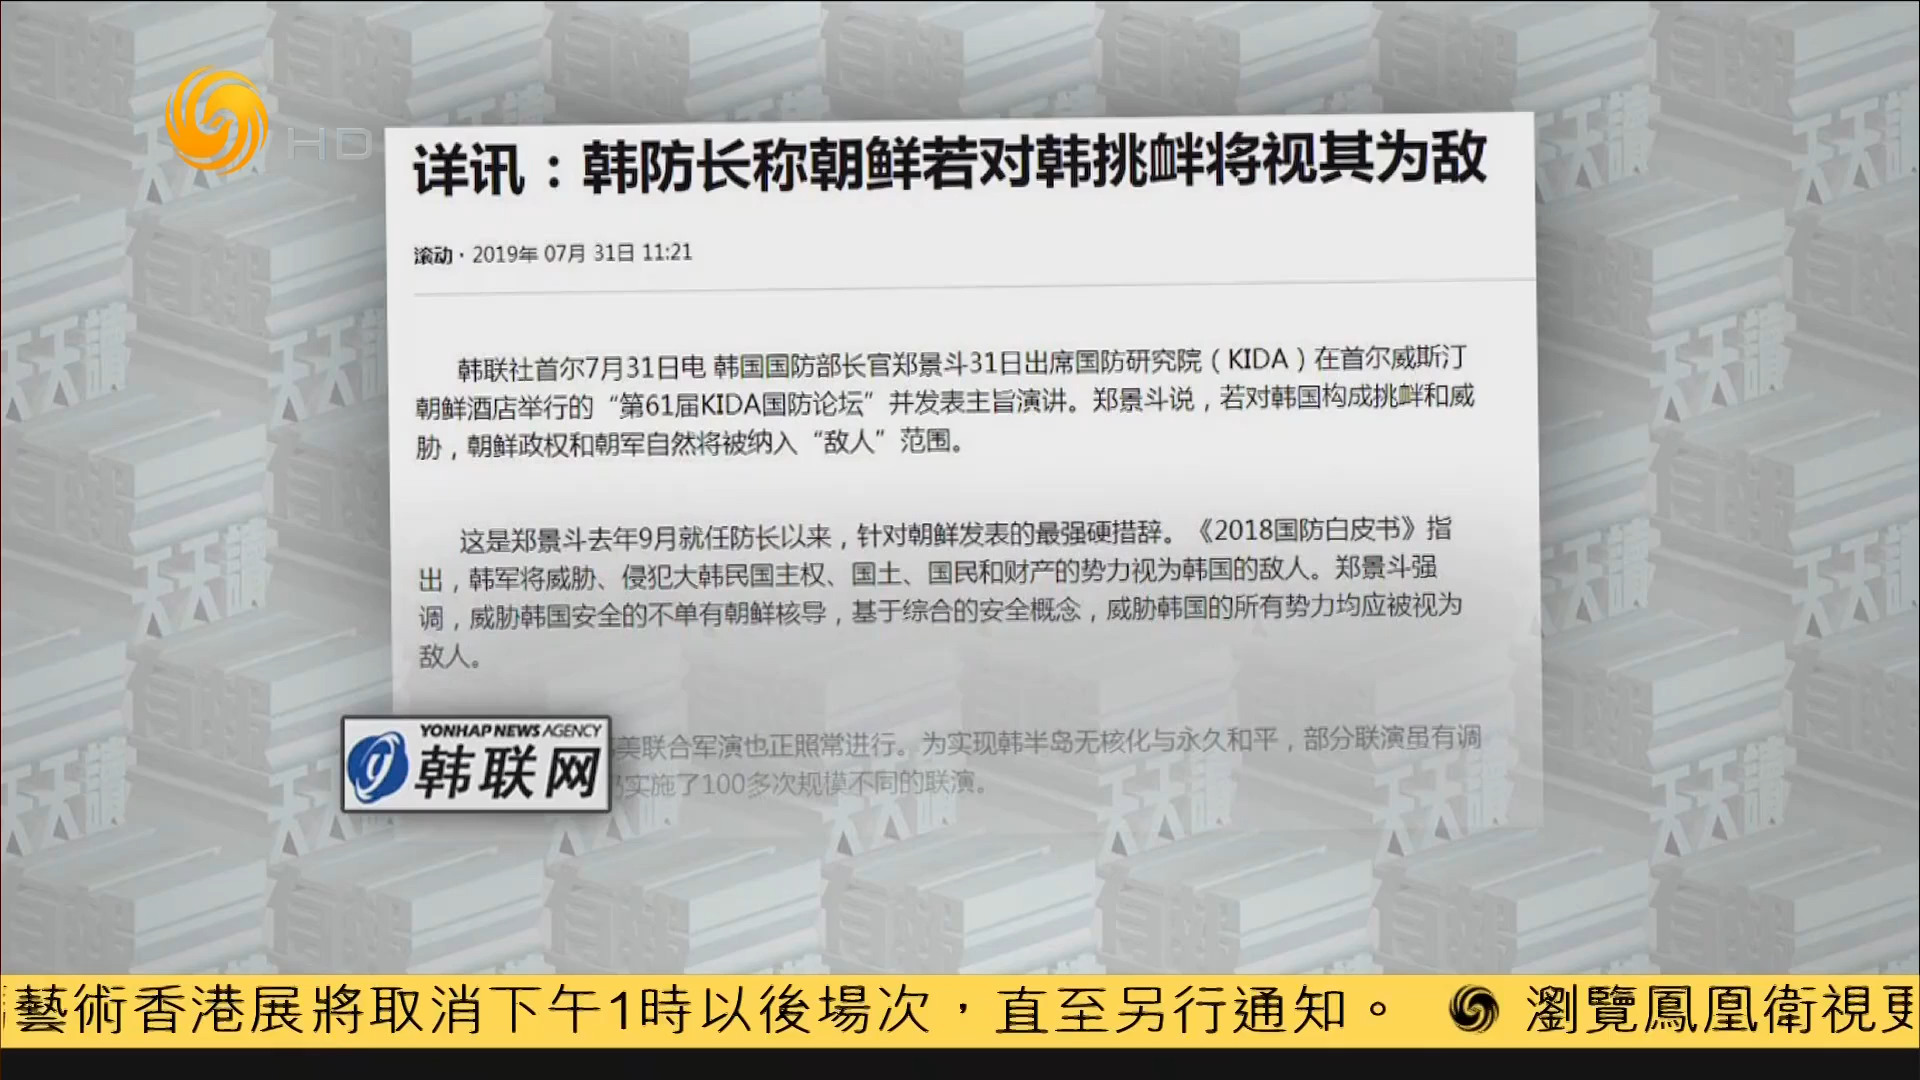 HD
详讯：韩防长称朝鲜若对韩挑衅将视其为敌
滚动 · 2019年 07月 31日 11:21
韩联社首尔7月31日电 韩国国防部长官郑景斗31日出席国防研究院（KIDA）在首尔威斯汀
朝鲜酒店举行的“第61届KIDA国防论坛”并发表主旨演讲。郑景斗说，若对韩国构成挑衅和威
胁，朝鲜政权和朝军自然将被纳入“敌人”范围。
这是郑景斗去年9月就任防长以来，针对朝鲜发表的最强硬措辞。《2018国防白皮书》指
出，韩军将威胁、侵犯大韩民国主权、国土、国民和财产的势力视为韩国的敌人。郑景斗强
调，威胁韩国安全的不单有朝鲜核导，基于综合的安全概念，威胁韩国的所有势力均应被视为
敌人。
美联合军演也正照常进行。为实现韩半岛无核化与永久和平，部分联演虽有调
实施了100多次规模不同的联演。
YONHAP NEWS AGENCY
韩联网
藝術香港展將取消下午1時以後場次，直至另行通知。 瀏覽鳳凰衛視更